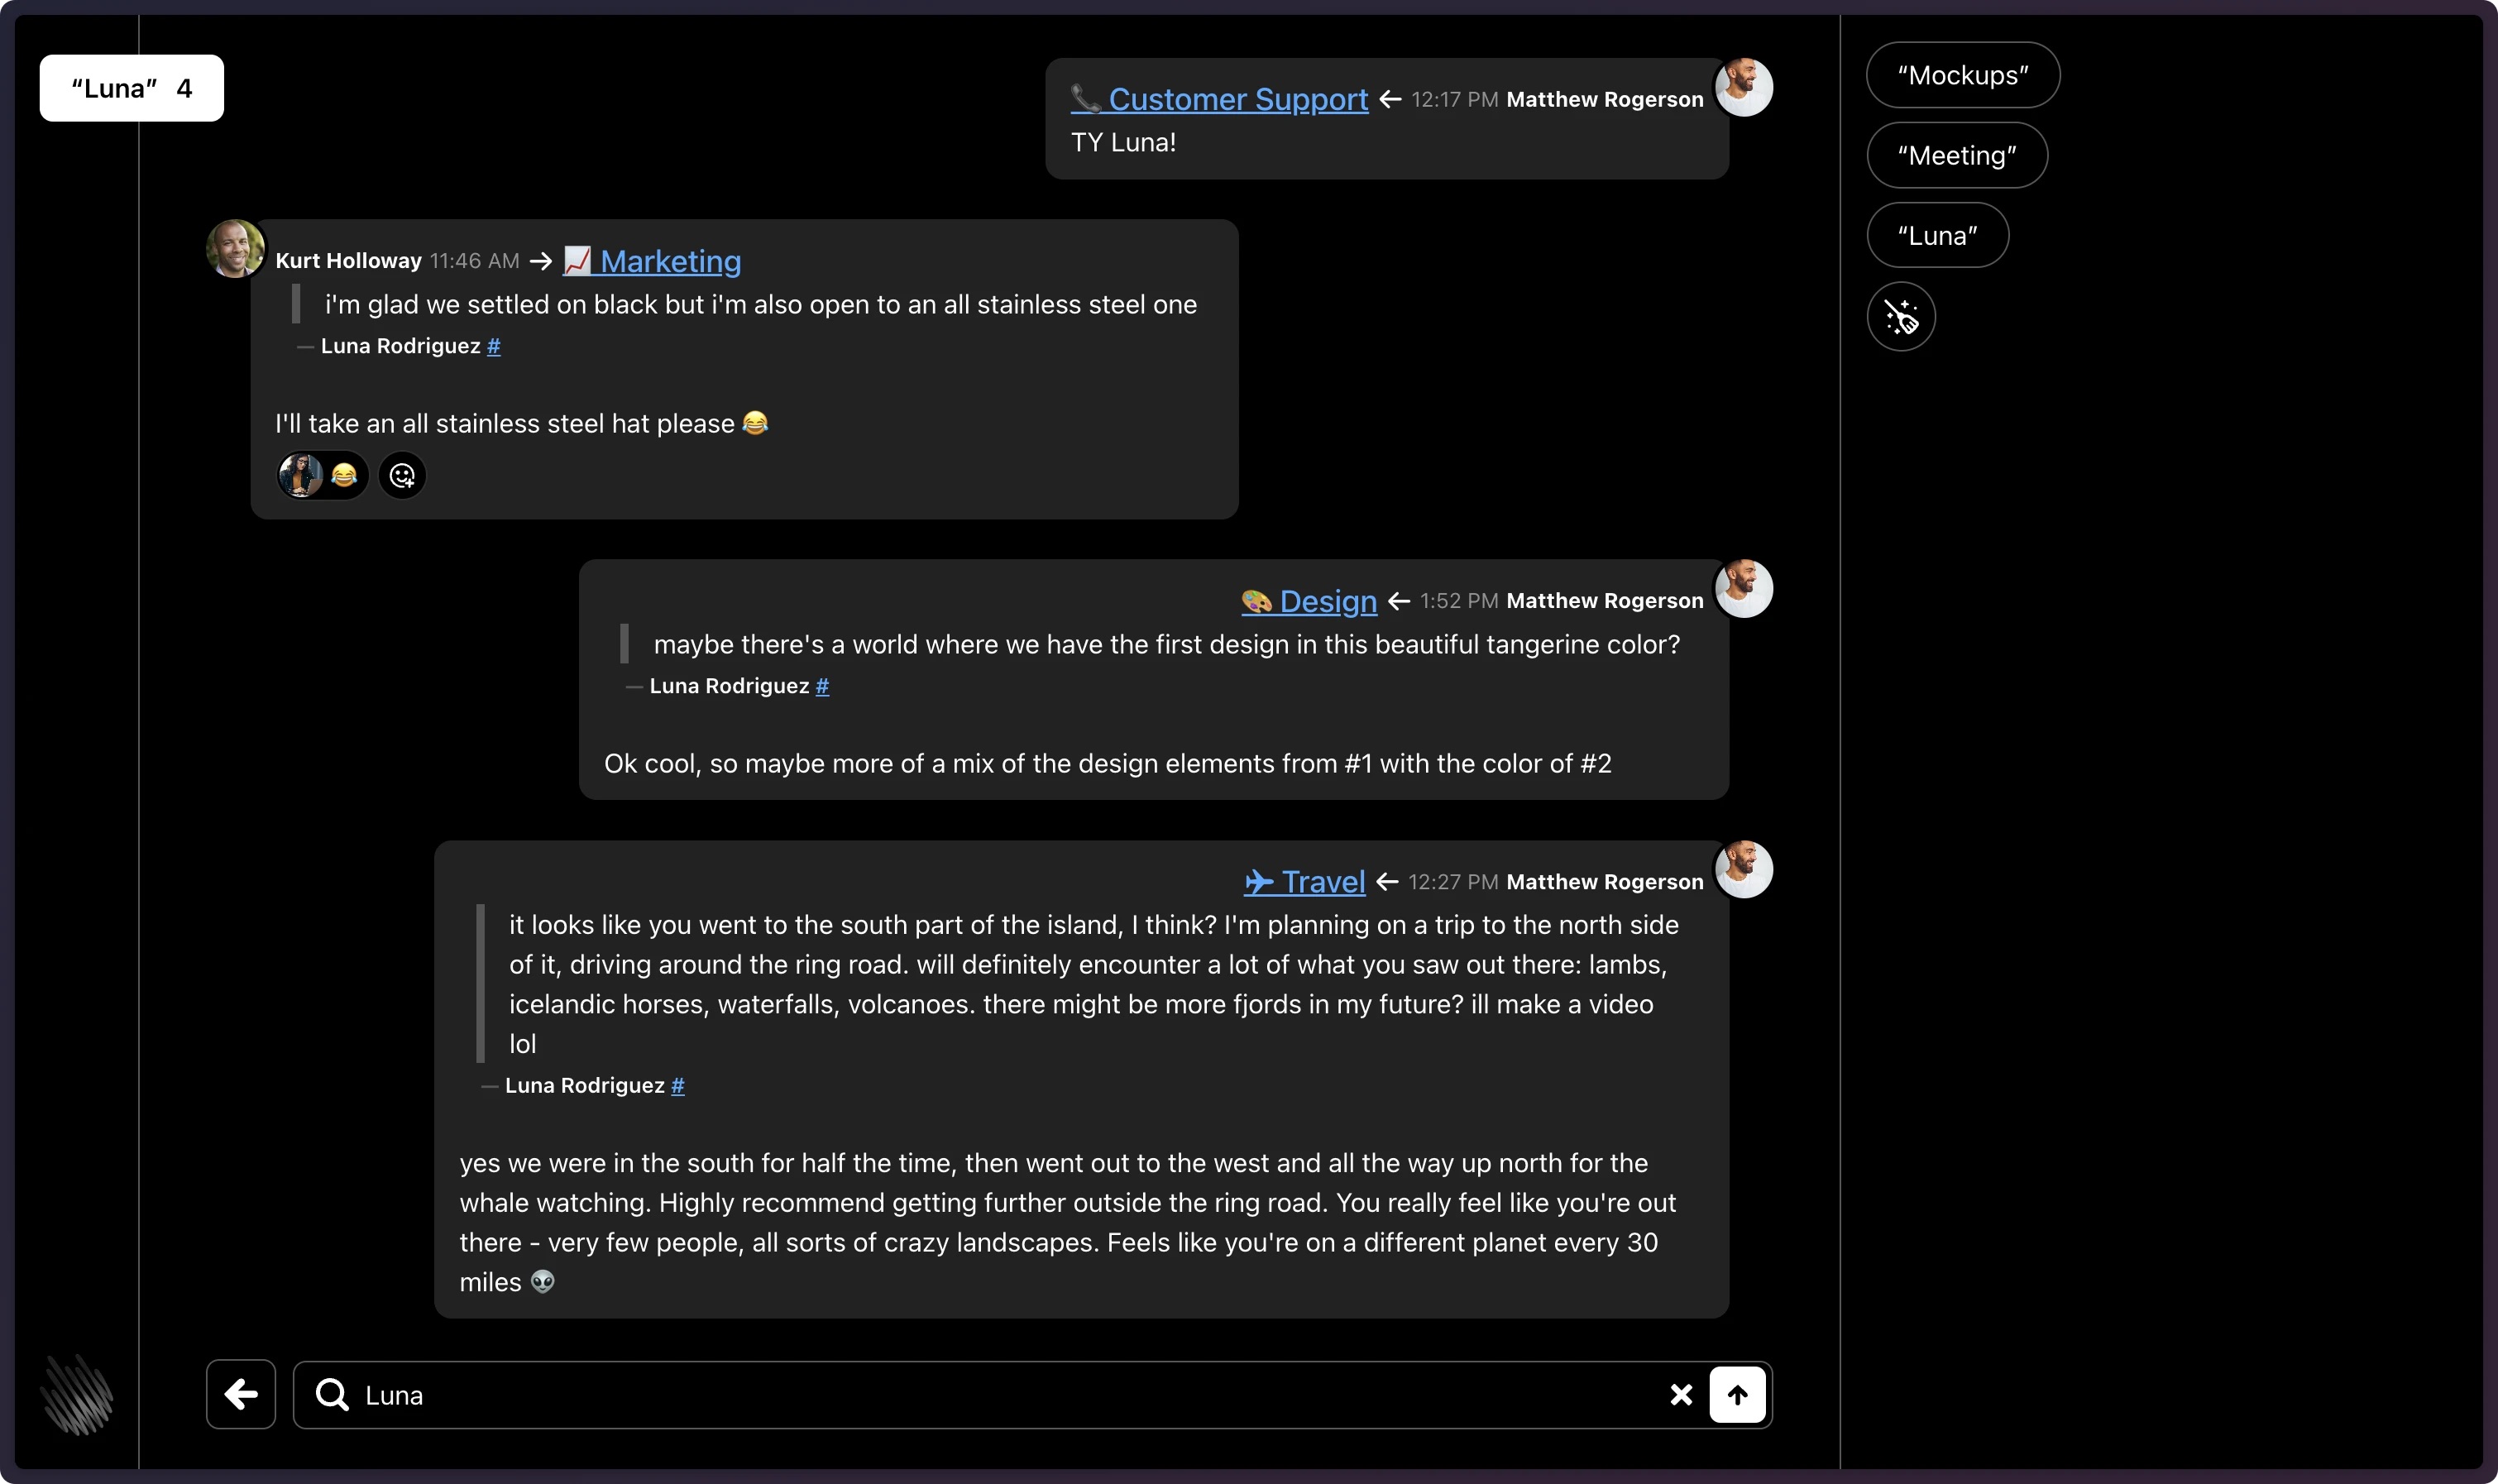 “Luna” 4
📞 Customer Support ← 12:17 PM Matthew Rogerson
TY Luna!
Kurt Holloway 11:46 AM → 📈 Marketing
i'm glad we settled on black but i'm also open to an all stainless steel one
— Luna Rodriguez #
I'll take an all stainless steel hat please 😂
😂
🎨 Design ← 1:52 PM Matthew Rogerson
maybe there's a world where we have the first design in this beautiful tangerine color?
— Luna Rodriguez #
Ok cool, so maybe more of a mix of the design elements from #1 with the color of #2
✈ Travel ← 12:27 PM Matthew Rogerson
it looks like you went to the south part of the island, I think? I'm planning on a trip to the north side
of it, driving around the ring road. will definitely encounter a lot of what you saw out there: lambs,
icelandic horses, waterfalls, volcanoes. there might be more fjords in my future? ill make a video
lol
— Luna Rodriguez #
yes we were in the south for half the time, then went out to the west and all the way up north for the
whale watching. Highly recommend getting further outside the ring road. You really feel like you're out
there - very few people, all sorts of crazy landscapes. Feels like you're on a different planet every 30
miles 👽
Luna
“Mockups”
“Meeting”
“Luna”